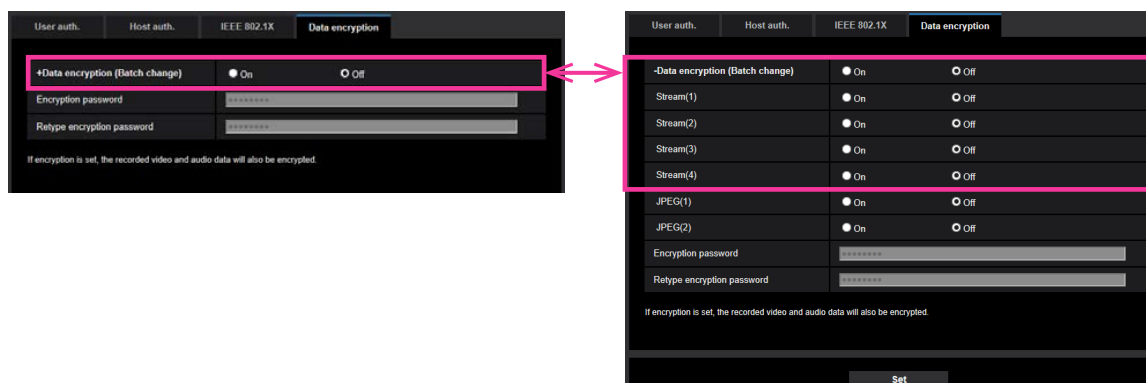 User auth. Host auth. IEEE 802.1X Data encryption
+Data encryption (Batch change) On Off
Encryption password ••••••••
Retype encryption password ••••••••
If encryption is set, the recorded video and audio data will also be encrypted.
User auth. Host auth. IEEE 802.1X Data encryption
-Data encryption (Batch change) On Off
Stream(1) On Off
Stream(2) On Off
Stream(3) On Off
Stream(4) On Off
JPEG(1) On Off
JPEG(2) On Off
Encryption password ••••••••
Retype encryption password ••••••••
If encryption is set, the recorded video and audio data will also be encrypted.
Set